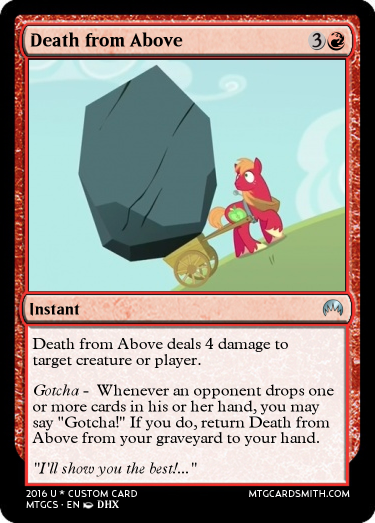 Death from Above
3
Instant
Death from Above deals 4 damage to
target creature or player.
Gotcha - Whenever an opponent drops one
or more cards in his or her hand, you may
say "Gotcha!" If you do, return Death from
Above from your graveyard to your hand.
"I'll show you the best!..."
2016 U * CUSTOM CARD
MTGCARDSMITH.COM
MTGCS · EN DHX